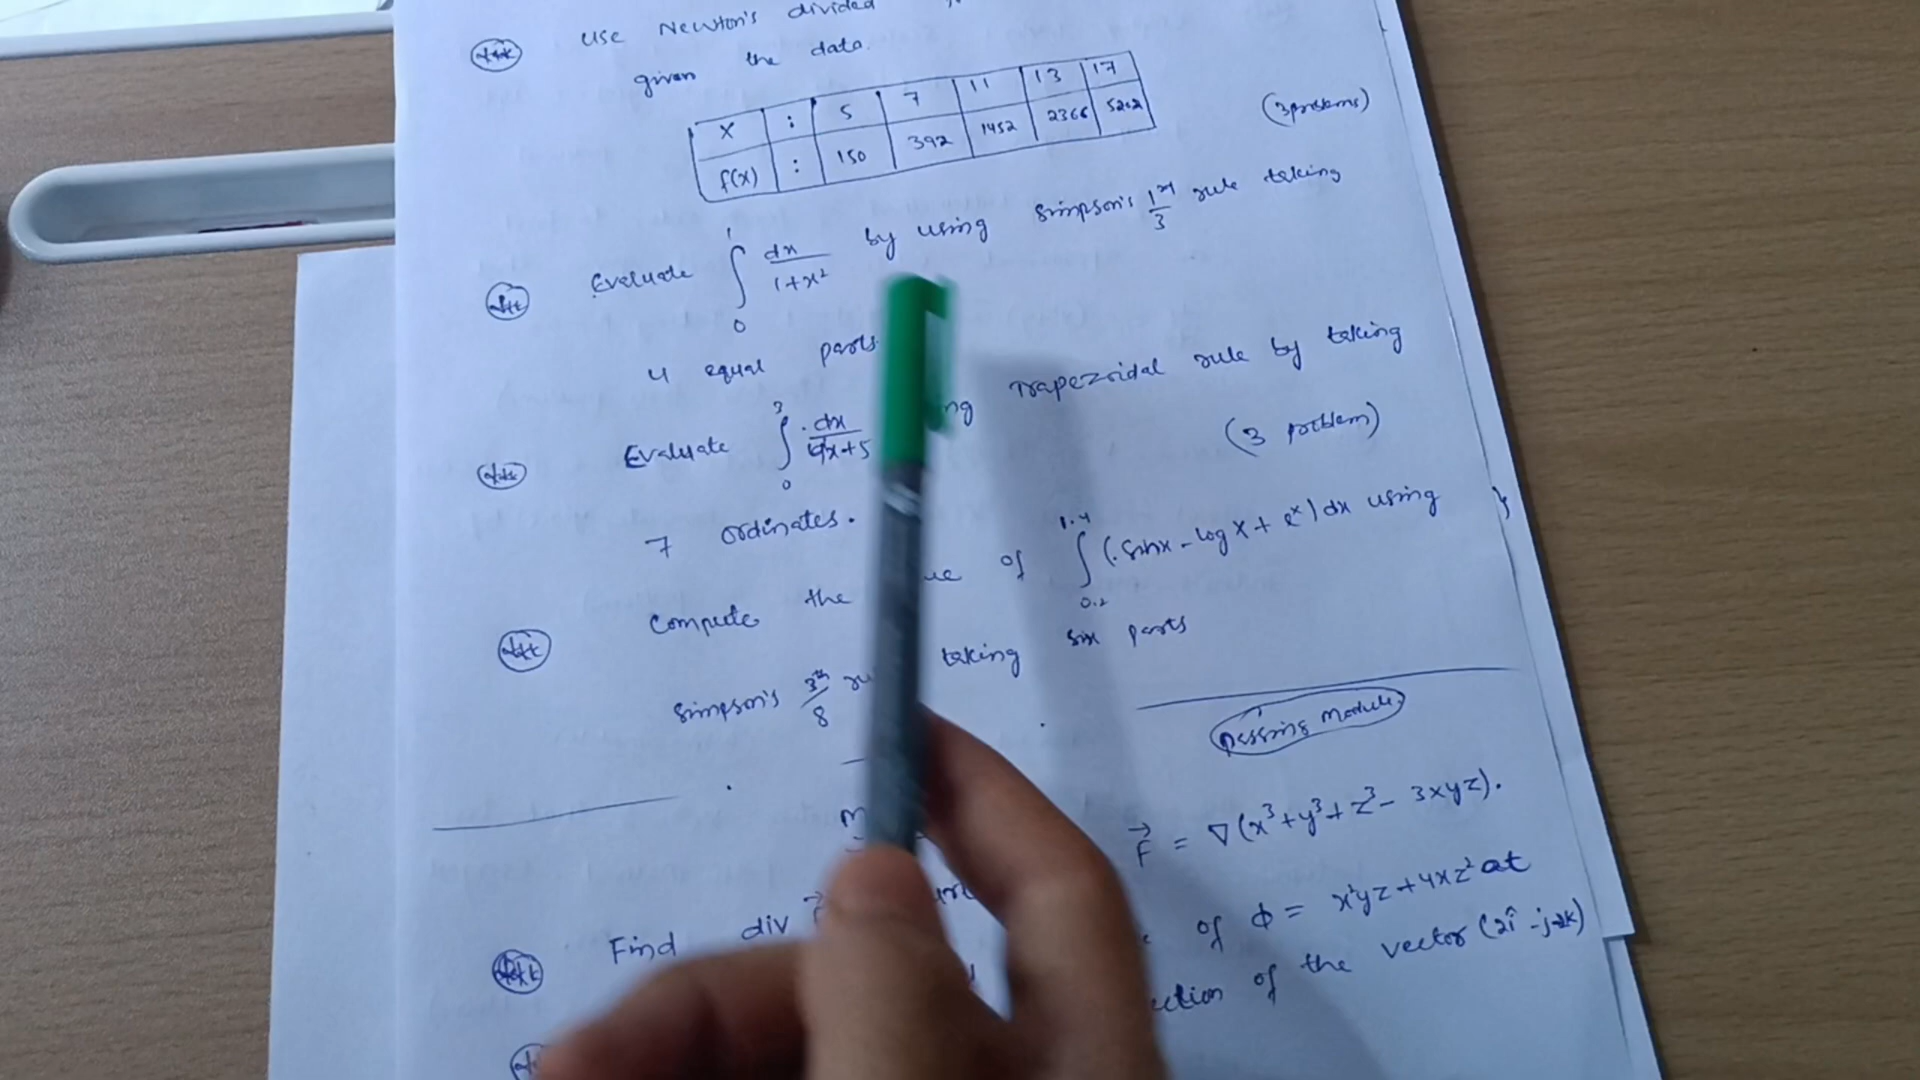 use Newton's divided
given the data.
x : 5 7 11 13 17
f(x) : 150 392 1452 2366 5202
(3 problems)
Evaluate ∫₀¹ dx/(1+x²) by using simpson's 1/3ʳᵈ rule taking
4 equal parts
Evaluate ∫₀³ dx/(4x+5) Trapezoidal rule by taking
7 ordinates.
(3 problem)
compute the of ∫₀.₂¹·⁴ (sinx - log x + eˣ) dx using
simpson's 3/8ᵗʰ taking six parts
passing module
Find div F⃗ = ∇(x³+y³+z³- 3xyz).
of ϕ = x²yz+4xz² at
of the vector (2i - j-2k)